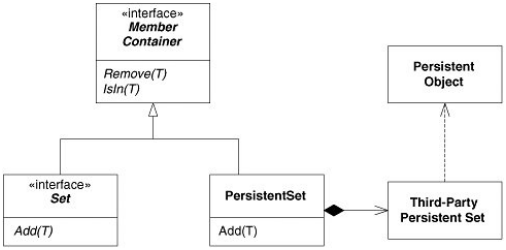 «interface»
Member
Container
Remove(T)
IsIn(T)
Persistent
Object
«interface»
Set
Add(T)
PersistentSet
Add(T)
Third-Party
Persistent Set